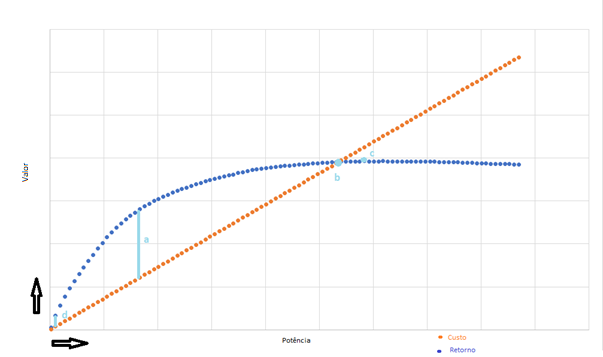 Valor
a
b
c
d
Potência
Custo
Retorno